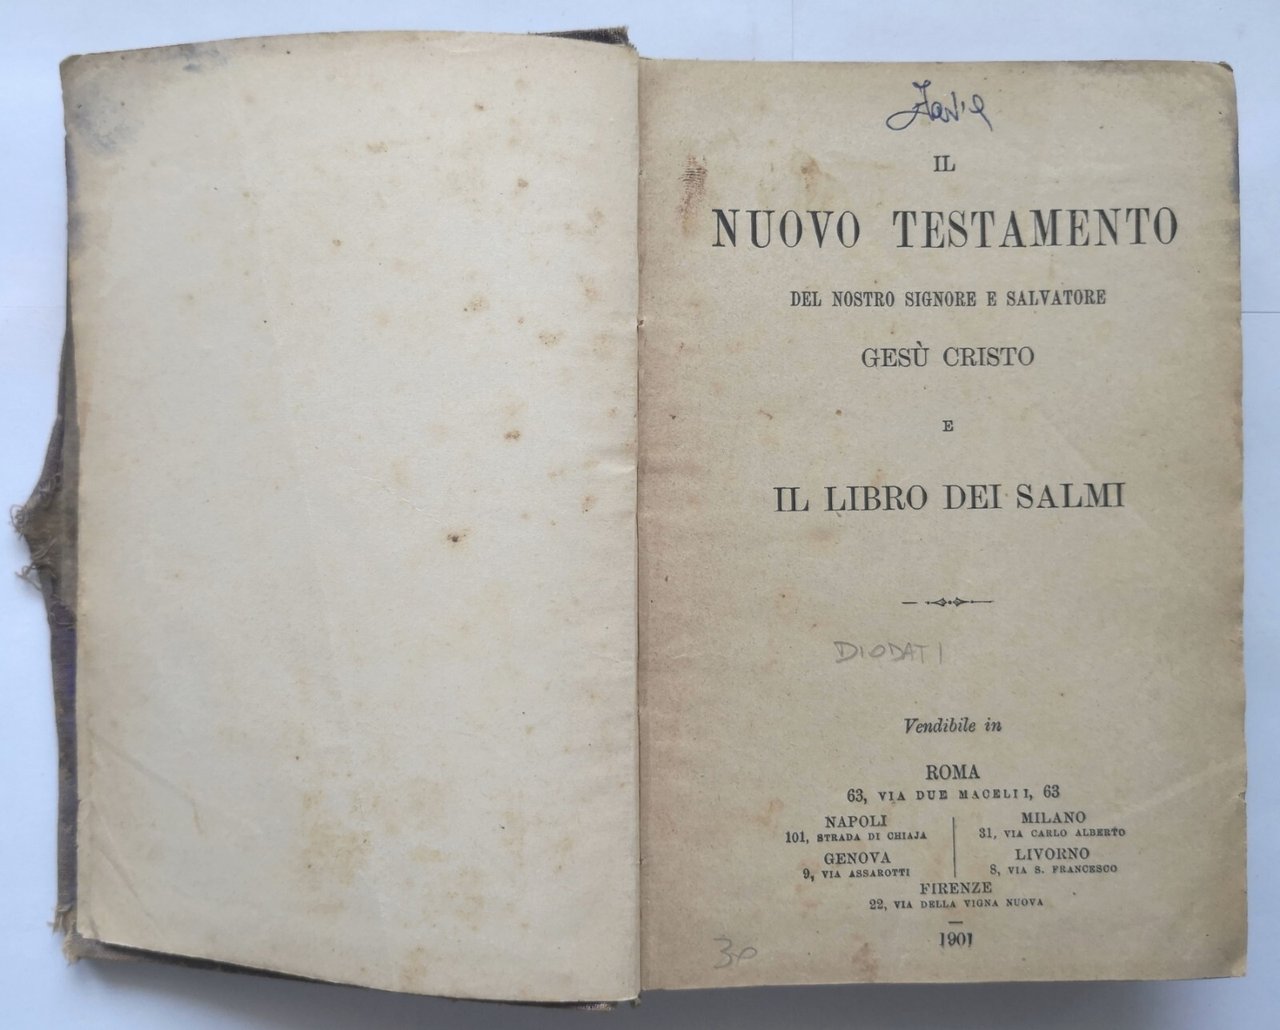 IL
NUOVO TESTAMENTO
DEL NOSTRO SIGNORE E SALVATORE
GESÙ CRISTO
E
IL LIBRO DEI SALMI
DIODATI
Vendibile in
ROMA
63, VIA DUE MACELII, 63
NAPOLI
101, STRADA DI CHIAJA
GENOVA
9, VIA ASSAROTTI
MILANO
31, VIA CARLO ALBERTO
LIVORNO
8, VIA S. FRANCESCO
FIRENZE
22, VIA DELLA VIGNA NUOVA
1901